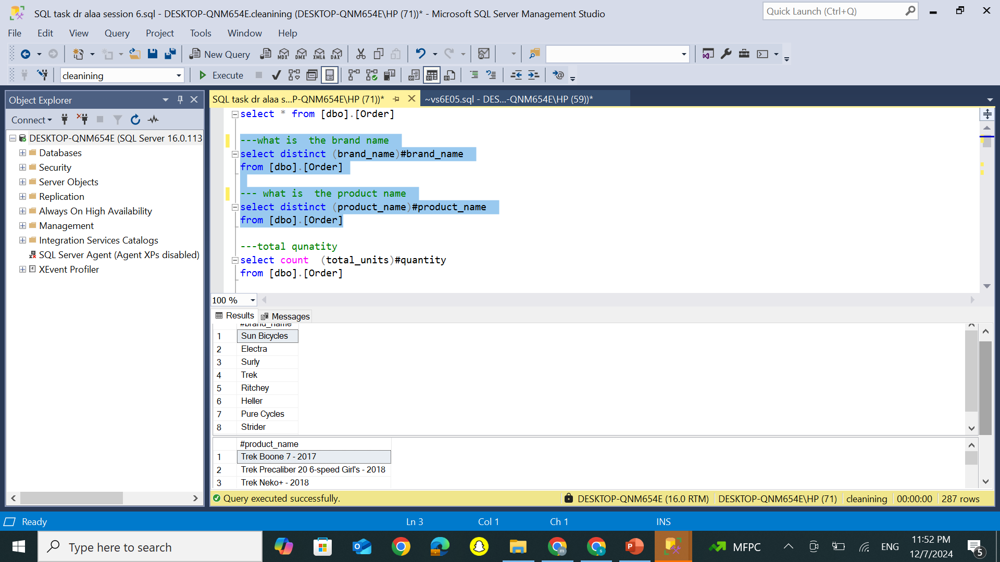 SQL task dr alaa session 6.sql - DESKTOP-QNM654E.cleanining (DESKTOP-QNM654E\HP (71))* - Microsoft SQL Server Management Studio
Quick Launch (Ctrl+Q)
File Edit View Query Project Tools Window Help
New Query MDX DMX XMLA DAX
cleanining Execute
Object Explorer
SQL task dr alaa s...P-QNM654E\HP (71))* ~vs6E05.sql - DES...-QNM654E\HP (59))*
Connect
DESKTOP-QNM654E (SQL Server 16.0.113
Databases
Security
Server Objects
Replication
Always On High Availability
Management
Integration Services Catalogs
SQL Server Agent (Agent XPs disabled)
XEvent Profiler
select * from [dbo].[Order]
---what is  the brand name
select distinct (brand_name)#brand_name
from [dbo].[Order]
--- what is  the product name
select distinct (product_name)#product_name
from [dbo].[Order]
---total qunatity
select count  (total_units)#quantity
from [dbo].[Order]
100 %
Results Messages
#brand_name
1 Sun Bicycles
2 Electra
3 Surly
4 Trek
5 Ritchey
6 Heller
7 Pure Cycles
8 Strider
#product_name
1 Trek Boone 7 - 2017
2 Trek Precaliber 20 6-speed Girl's - 2018
3 Trek Neko+ - 2018
Query executed successfully. DESKTOP-QNM654E (16.0 RTM) DESKTOP-QNM654E\HP (71) cleanining 00:00:00 287 rows
Ready Ln 3 Col 1 Ch 1 INS
Type here to search
MFPC
ENG
11:52 PM
12/7/2024
5